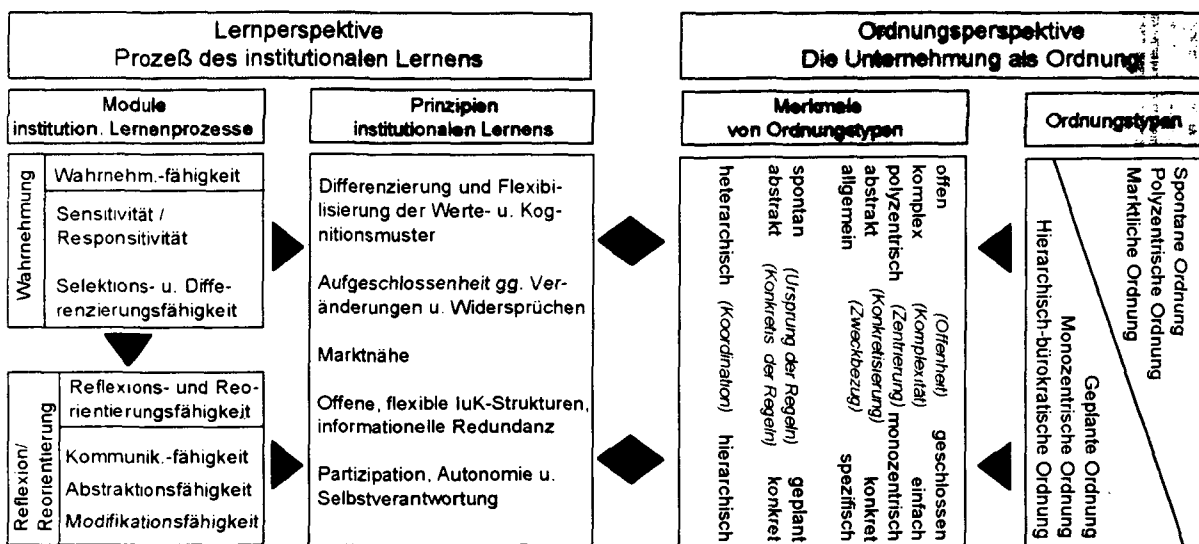 Lernperspektive
Prozeß des institutionalen Lernens
Module
institution. Lernenprozesse
Prinzipien
institutionalen Lernens
Wahrnehmung
Wahrnehm.-fähigkeit
Sensitivität /
Responsitivität
Selektions- u. Diffe-
renzierungsfähigkeit
Reflexion/
Reorientierung
Reflexions- und Reo-
rientierungsfähigkeit
Kommunik.-fähigkeit
Abstraktionsfähigkeit
Modifikationsfähigkeit
Differenzierung und Flexibi-
lisierung der Werte- u. Kog-
nitionsmuster
Aufgeschlossenheit gg. Ver-
änderungen u. Widersprüchen
Marktnähe
Offene, flexible IuK-Strukturen,
informationelle Redundanz
Partizipation, Autonomie u.
Selbstverantwortung
Ordnungsperspektive
Die Unternehmung als Ordnung
Merkmale
von Ordnungstypen
Ordnungstypen
offen (Offenheit) geschlossen
komplex (Komplexität) einfach
polyzentrisch (Zentrierung) monozentrisch
abstrakt (Konkretisierung) konkret
allgemein (Zweckbezug) spezifisch
spontan (Ursprung der Regeln) geplant
abstrakt (Konkretis der Regeln) konkret
heterarchisch (Koordination) hierarchisch
Spontane Ordnung
Polyzentrische Ordnung
Marktliche Ordnung
Geplante Ordnung
Monozentrische Ordnung
Hierarchisch-bürokratische Ordnung